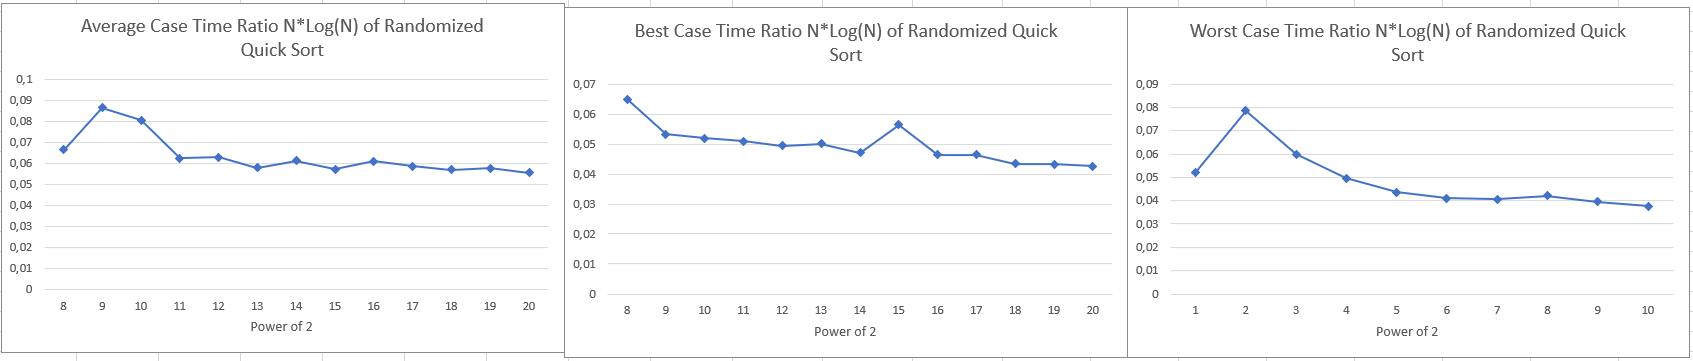 Average Case Time Ratio N*Log(N) of Randomized
Quick Sort
0,1
0,09
0,08
0,07
0,06
0,05
0,04
0,03
0,02
0,01
0
8 9 10 11 12 13 14 15 16 17 18 19 20
Power of 2
Best Case Time Ratio N*Log(N) of Randomized Quick
Sort
0,07
0,06
0,05
0,04
0,03
0,02
0,01
0
8 9 10 11 12 13 14 15 16 17 18 19 20
Power of 2
Worst Case Time Ratio N*Log(N) of Randomized Quick
Sort
0,09
0,08
0,07
0,06
0,05
0,04
0,03
0,02
0,01
0
1 2 3 4 5 6 7 8 9 10
Power of 2